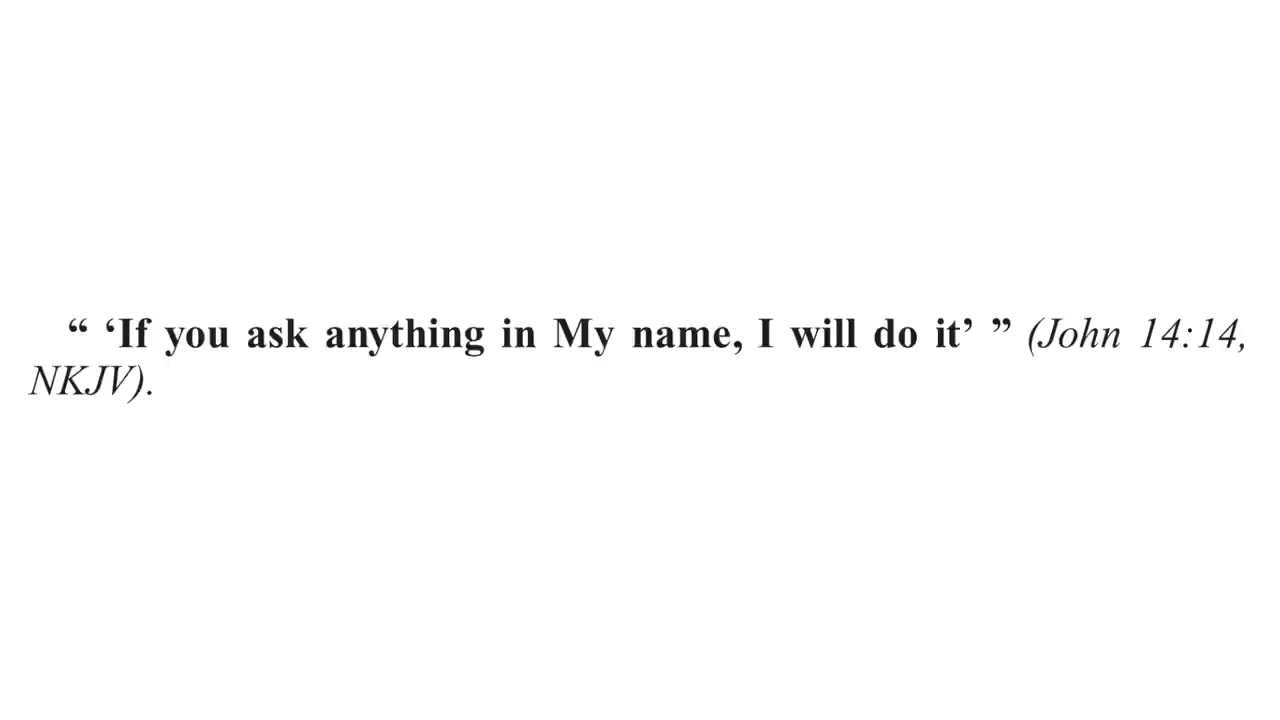 “ ‘If you ask anything in My name, I will do it’ ” (John 14:14,
NKJV).